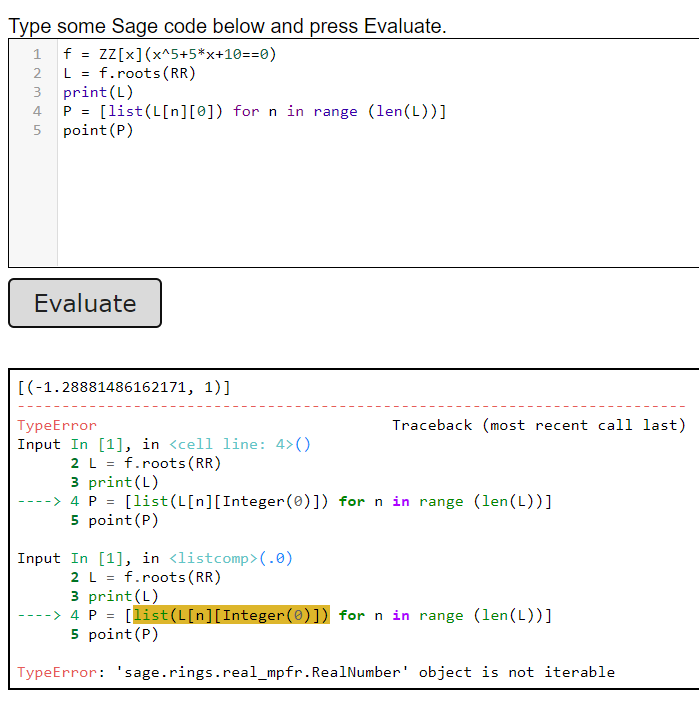 Type some Sage code below and press Evaluate.
1 f = ZZ[x](x^5+5*x+10==0)
2 L = f.roots(RR)
3 print(L)
4 P = [list(L[n][0]) for n in range (len(L))]
5 point(P)
Evaluate
[(-1.28881486162171, 1)]
---------------------------------------------------------------------------
TypeError Traceback (most recent call last)
Input In [1], in <cell line: 4>()
2 L = f.roots(RR)
3 print(L)
----> 4 P = [list(L[n][Integer(0)]) for n in range (len(L))]
5 point(P)
Input In [1], in <listcomp>(.0)
2 L = f.roots(RR)
3 print(L)
----> 4 P = [list(L[n][Integer(0)]) for n in range (len(L))]
5 point(P)
TypeError: 'sage.rings.real_mpfr.RealNumber' object is not iterable